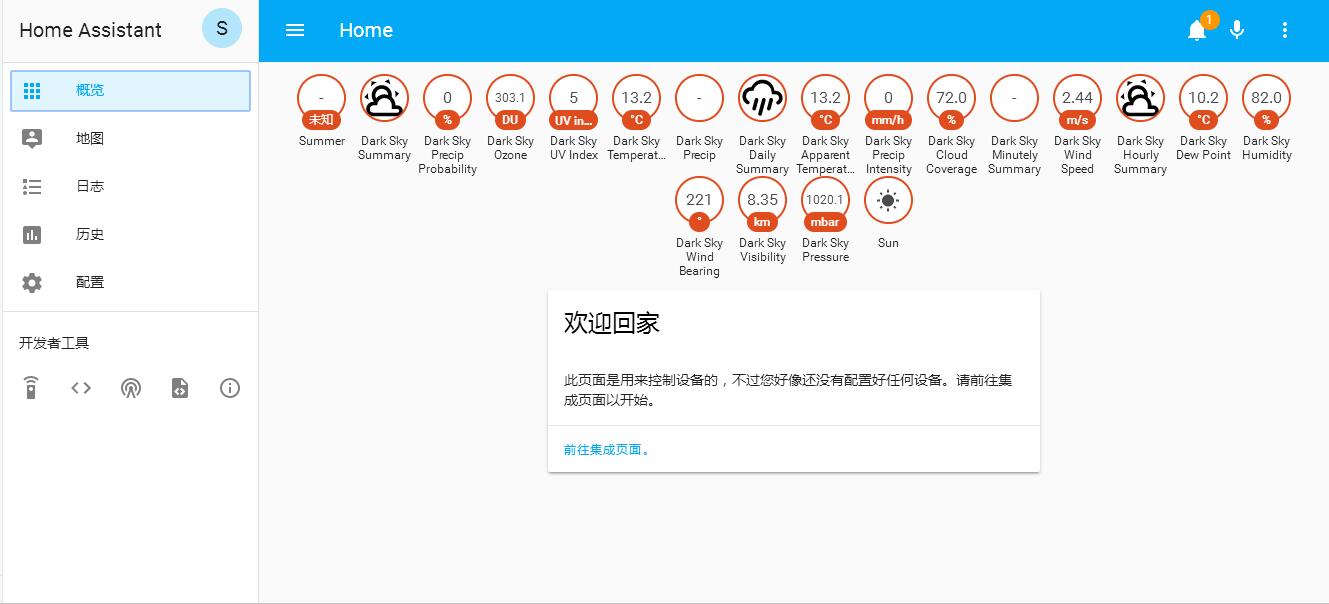 Home Assistant
S
Home
1
概览
地图
日志
历史
配置
开发者工具
-
未知
Summer
Dark Sky
Summary
0
%
Dark Sky
Precip
Probability
303.1
DU
Dark Sky
Ozone
5
UV in...
Dark Sky
UV Index
13.2
°C
Dark Sky
Temperat...
-
Dark Sky
Precip
Dark Sky
Daily
Summary
13.2
°C
Dark Sky
Apparent
Temperat...
0
mm/h
Dark Sky
Precip
Intensity
72.0
%
Dark Sky
Cloud
Coverage
-
Dark Sky
Minutely
Summary
2.44
m/s
Dark Sky
Wind
Speed
Dark Sky
Hourly
Summary
10.2
°C
Dark Sky
Dew Point
82.0
%
Dark Sky
Humidity
221
°
Dark Sky
Wind
Bearing
8.35
km
Dark Sky
Visibility
1020.1
mbar
Dark Sky
Pressure
Sun
欢迎回家
此页面是用来控制设备的，不过您好像还没有配置好任何设备。请前往集
成页面以开始。
前往集成页面。